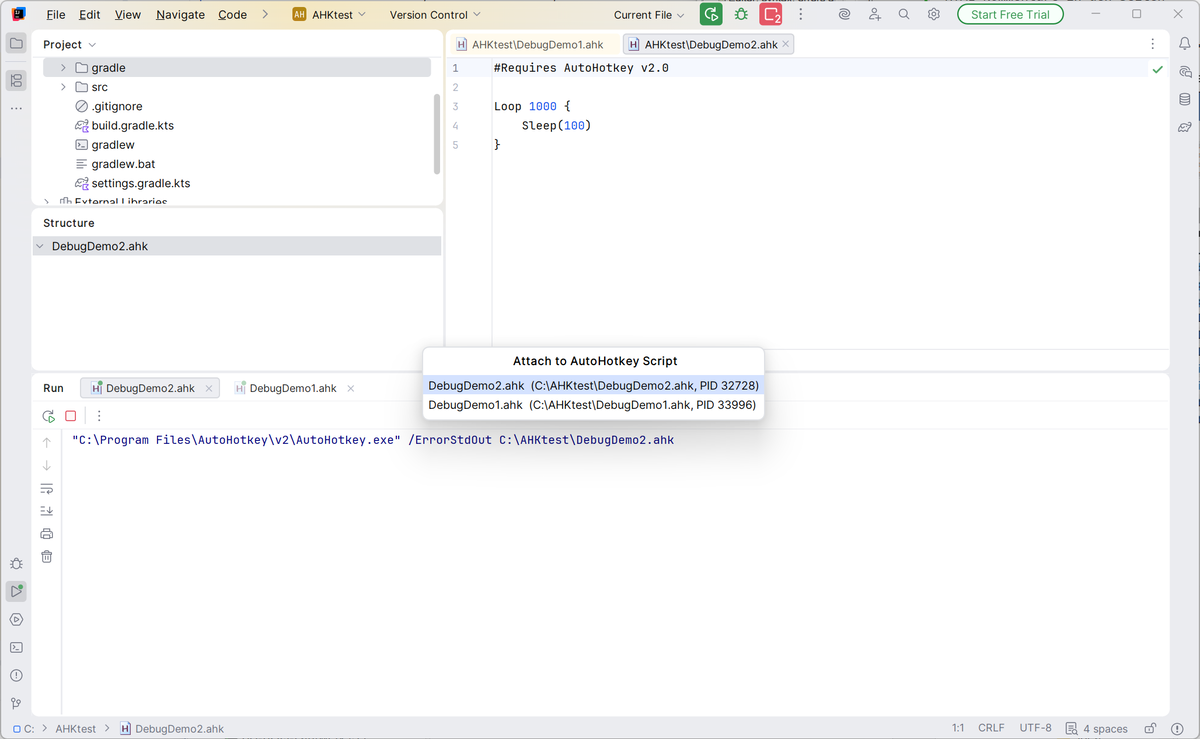 File Edit View Navigate Code AH AHKtest Version Control Current File 2 Start Free Trial
Project
gradle
src
.gitignore
build.gradle.kts
gradlew
gradlew.bat
settings.gradle.kts
External Libraries
Structure
DebugDemo2.ahk
AHKtest\DebugDemo1.ahk AHKtest\DebugDemo2.ahk
1 #Requires AutoHotkey v2.0
2
3 Loop 1000 {
4 Sleep(100)
5 }
Attach to AutoHotkey Script
DebugDemo2.ahk (C:\AHKtest\DebugDemo2.ahk, PID 32728)
DebugDemo1.ahk (C:\AHKtest\DebugDemo1.ahk, PID 33996)
Run DebugDemo2.ahk DebugDemo1.ahk
"C:\Program Files\AutoHotkey\v2\AutoHotkey.exe" /ErrorStdOut C:\AHKtest\DebugDemo2.ahk
C: AHKtest DebugDemo2.ahk 1:1 CRLF UTF-8 4 spaces